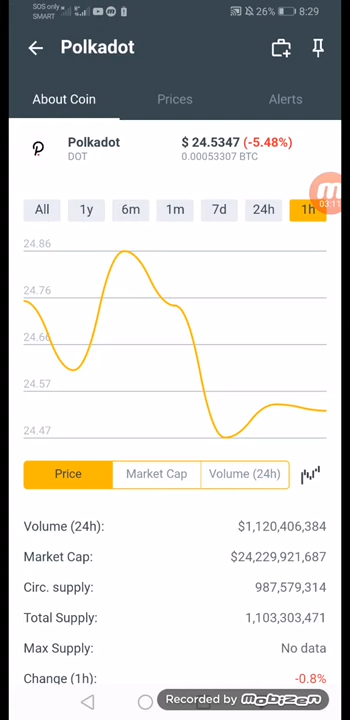 SOS only
SMART
26% 8:29
Polkadot
About Coin Prices Alerts
Polkadot $ 24.5347 (-5.48%)
DOT 0.00053307 BTC
All 1y 6m 1m 7d 24h 1h
03:11
24.86
24.76
24.66
24.57
24.47
Price Market Cap Volume (24h)
Volume (24h): $1,120,406,384
Market Cap: $24,229,921,687
Circ. supply: 987,579,314
Total Supply: 1,103,303,471
Max Supply: No data
Change (1h): -0.8%
Recorded by mobizen